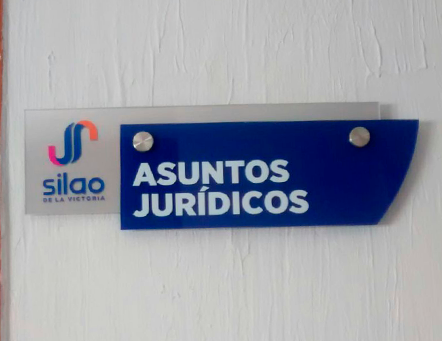 silao
DE LA VICTORIA
ASUNTOS
JURÍDICOS